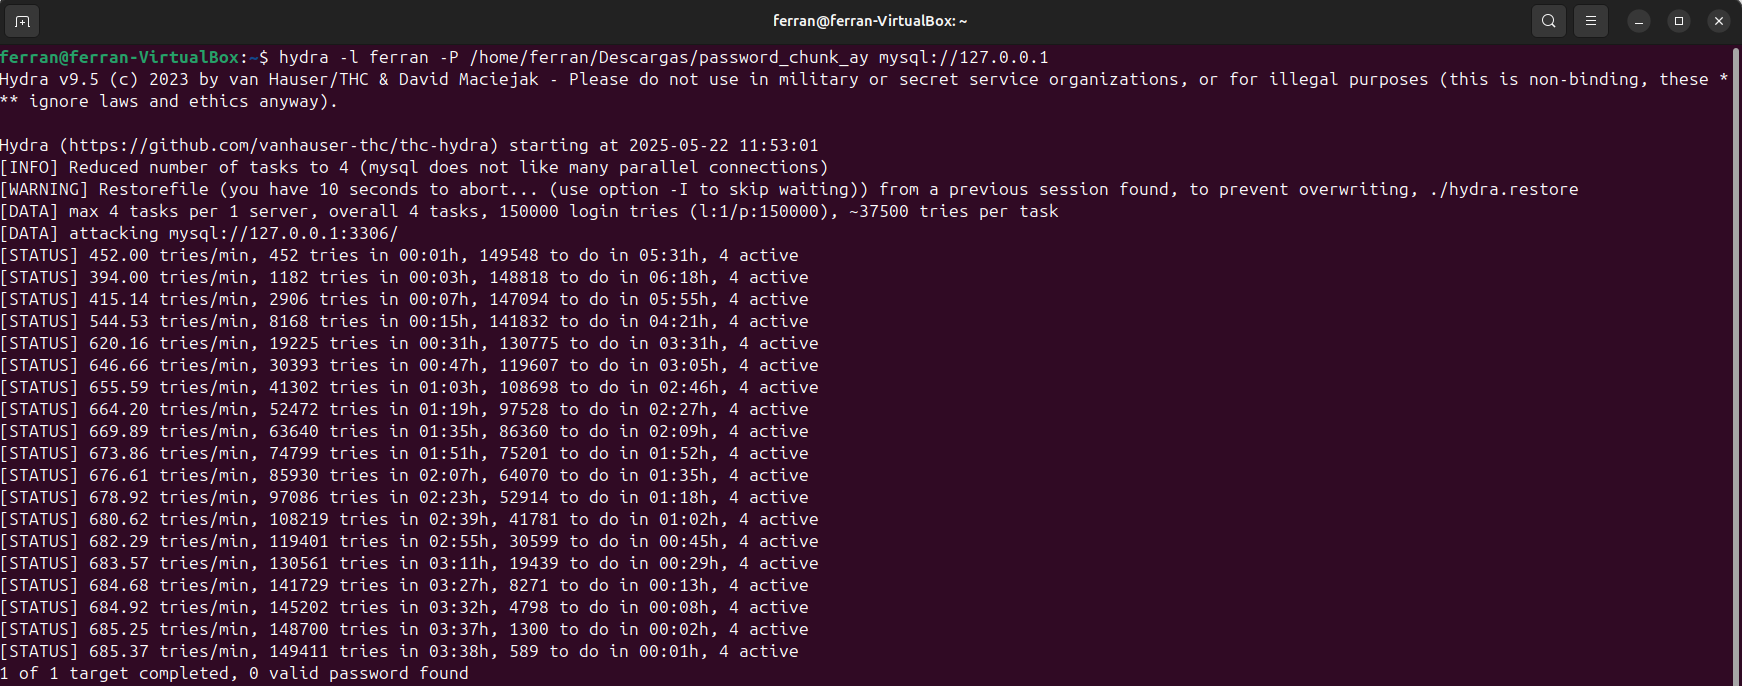 ferran@ferran-VirtualBox: ~
ferran@ferran-VirtualBox:~$ hydra -l ferran -P /home/ferran/Descargas/password_chunk_ay mysql://127.0.0.1
Hydra v9.5 (c) 2023 by van Hauser/THC & David Maciejak - Please do not use in military or secret service organizations, or for illegal purposes (this is non-binding, these *
** ignore laws and ethics anyway).
Hydra (https://github.com/vanhauser-thc/thc-hydra) starting at 2025-05-22 11:53:01
[INFO] Reduced number of tasks to 4 (mysql does not like many parallel connections)
[WARNING] Restorefile (you have 10 seconds to abort... (use option -I to skip waiting)) from a previous session found, to prevent overwriting, ./hydra.restore
[DATA] max 4 tasks per 1 server, overall 4 tasks, 150000 login tries (l:1/p:150000), ~37500 tries per task
[DATA] attacking mysql://127.0.0.1:3306/
[STATUS] 452.00 tries/min, 452 tries in 00:01h, 149548 to do in 05:31h, 4 active
[STATUS] 394.00 tries/min, 1182 tries in 00:03h, 148818 to do in 06:18h, 4 active
[STATUS] 415.14 tries/min, 2906 tries in 00:07h, 147094 to do in 05:55h, 4 active
[STATUS] 544.53 tries/min, 8168 tries in 00:15h, 141832 to do in 04:21h, 4 active
[STATUS] 620.16 tries/min, 19225 tries in 00:31h, 130775 to do in 03:31h, 4 active
[STATUS] 646.66 tries/min, 30393 tries in 00:47h, 119607 to do in 03:05h, 4 active
[STATUS] 655.59 tries/min, 41302 tries in 01:03h, 108698 to do in 02:46h, 4 active
[STATUS] 664.20 tries/min, 52472 tries in 01:19h, 97528 to do in 02:27h, 4 active
[STATUS] 669.89 tries/min, 63640 tries in 01:35h, 86360 to do in 02:09h, 4 active
[STATUS] 673.86 tries/min, 74799 tries in 01:51h, 75201 to do in 01:52h, 4 active
[STATUS] 676.61 tries/min, 85930 tries in 02:07h, 64070 to do in 01:35h, 4 active
[STATUS] 678.92 tries/min, 97086 tries in 02:23h, 52914 to do in 01:18h, 4 active
[STATUS] 680.62 tries/min, 108219 tries in 02:39h, 41781 to do in 01:02h, 4 active
[STATUS] 682.29 tries/min, 119401 tries in 02:55h, 30599 to do in 00:45h, 4 active
[STATUS] 683.57 tries/min, 130561 tries in 03:11h, 19439 to do in 00:29h, 4 active
[STATUS] 684.68 tries/min, 141729 tries in 03:27h, 8271 to do in 00:13h, 4 active
[STATUS] 684.92 tries/min, 145202 tries in 03:32h, 4798 to do in 00:08h, 4 active
[STATUS] 685.25 tries/min, 148700 tries in 03:37h, 1300 to do in 00:02h, 4 active
[STATUS] 685.37 tries/min, 149411 tries in 03:38h, 589 to do in 00:01h, 4 active
1 of 1 target completed, 0 valid password found